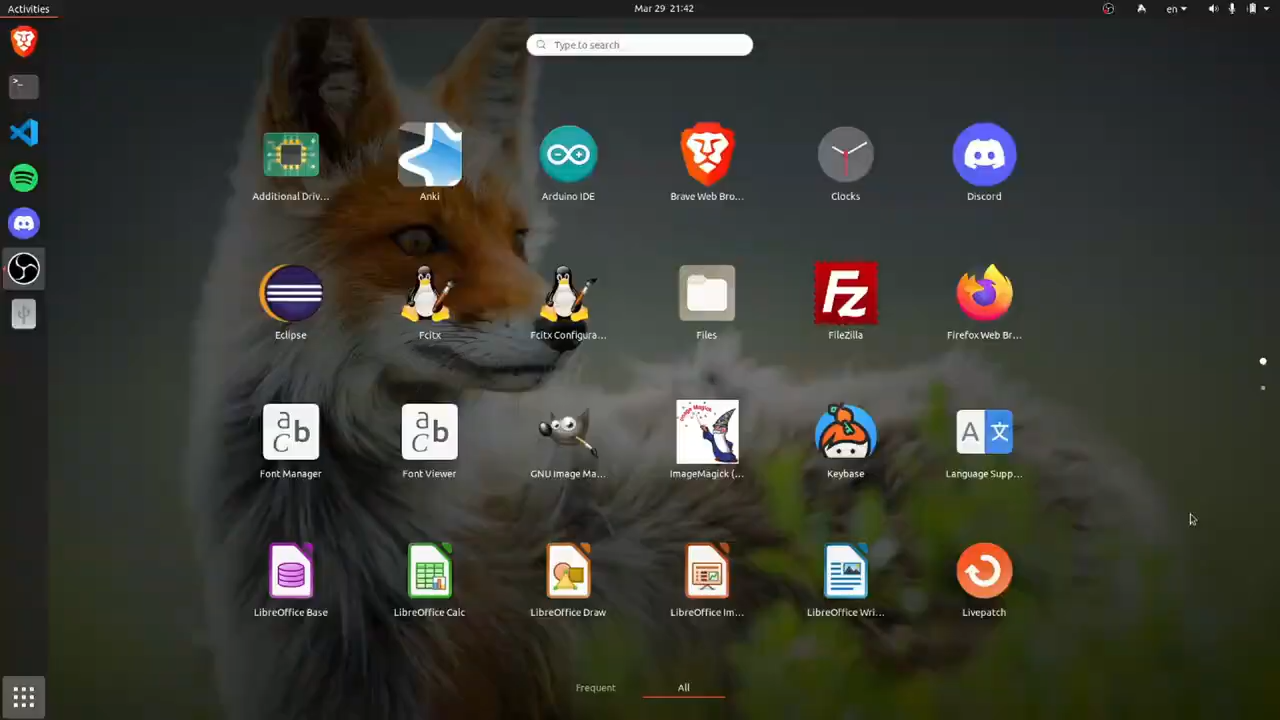 Activities
Mar 29 21:42
en
Type to search
Additional Driv...
Anki
Arduino IDE
Brave Web Bro...
Clocks
Discord
Eclipse
Fcitx
Fcitx Configura...
Files
FileZilla
Firefox Web Br...
Font Manager
Font Viewer
GNU Image Ma...
ImageMagick (...
Keybase
Language Supp...
LibreOffice Base
LibreOffice Calc
LibreOffice Draw
LibreOffice Im...
LibreOffice Wri...
Livepatch
Frequent
All